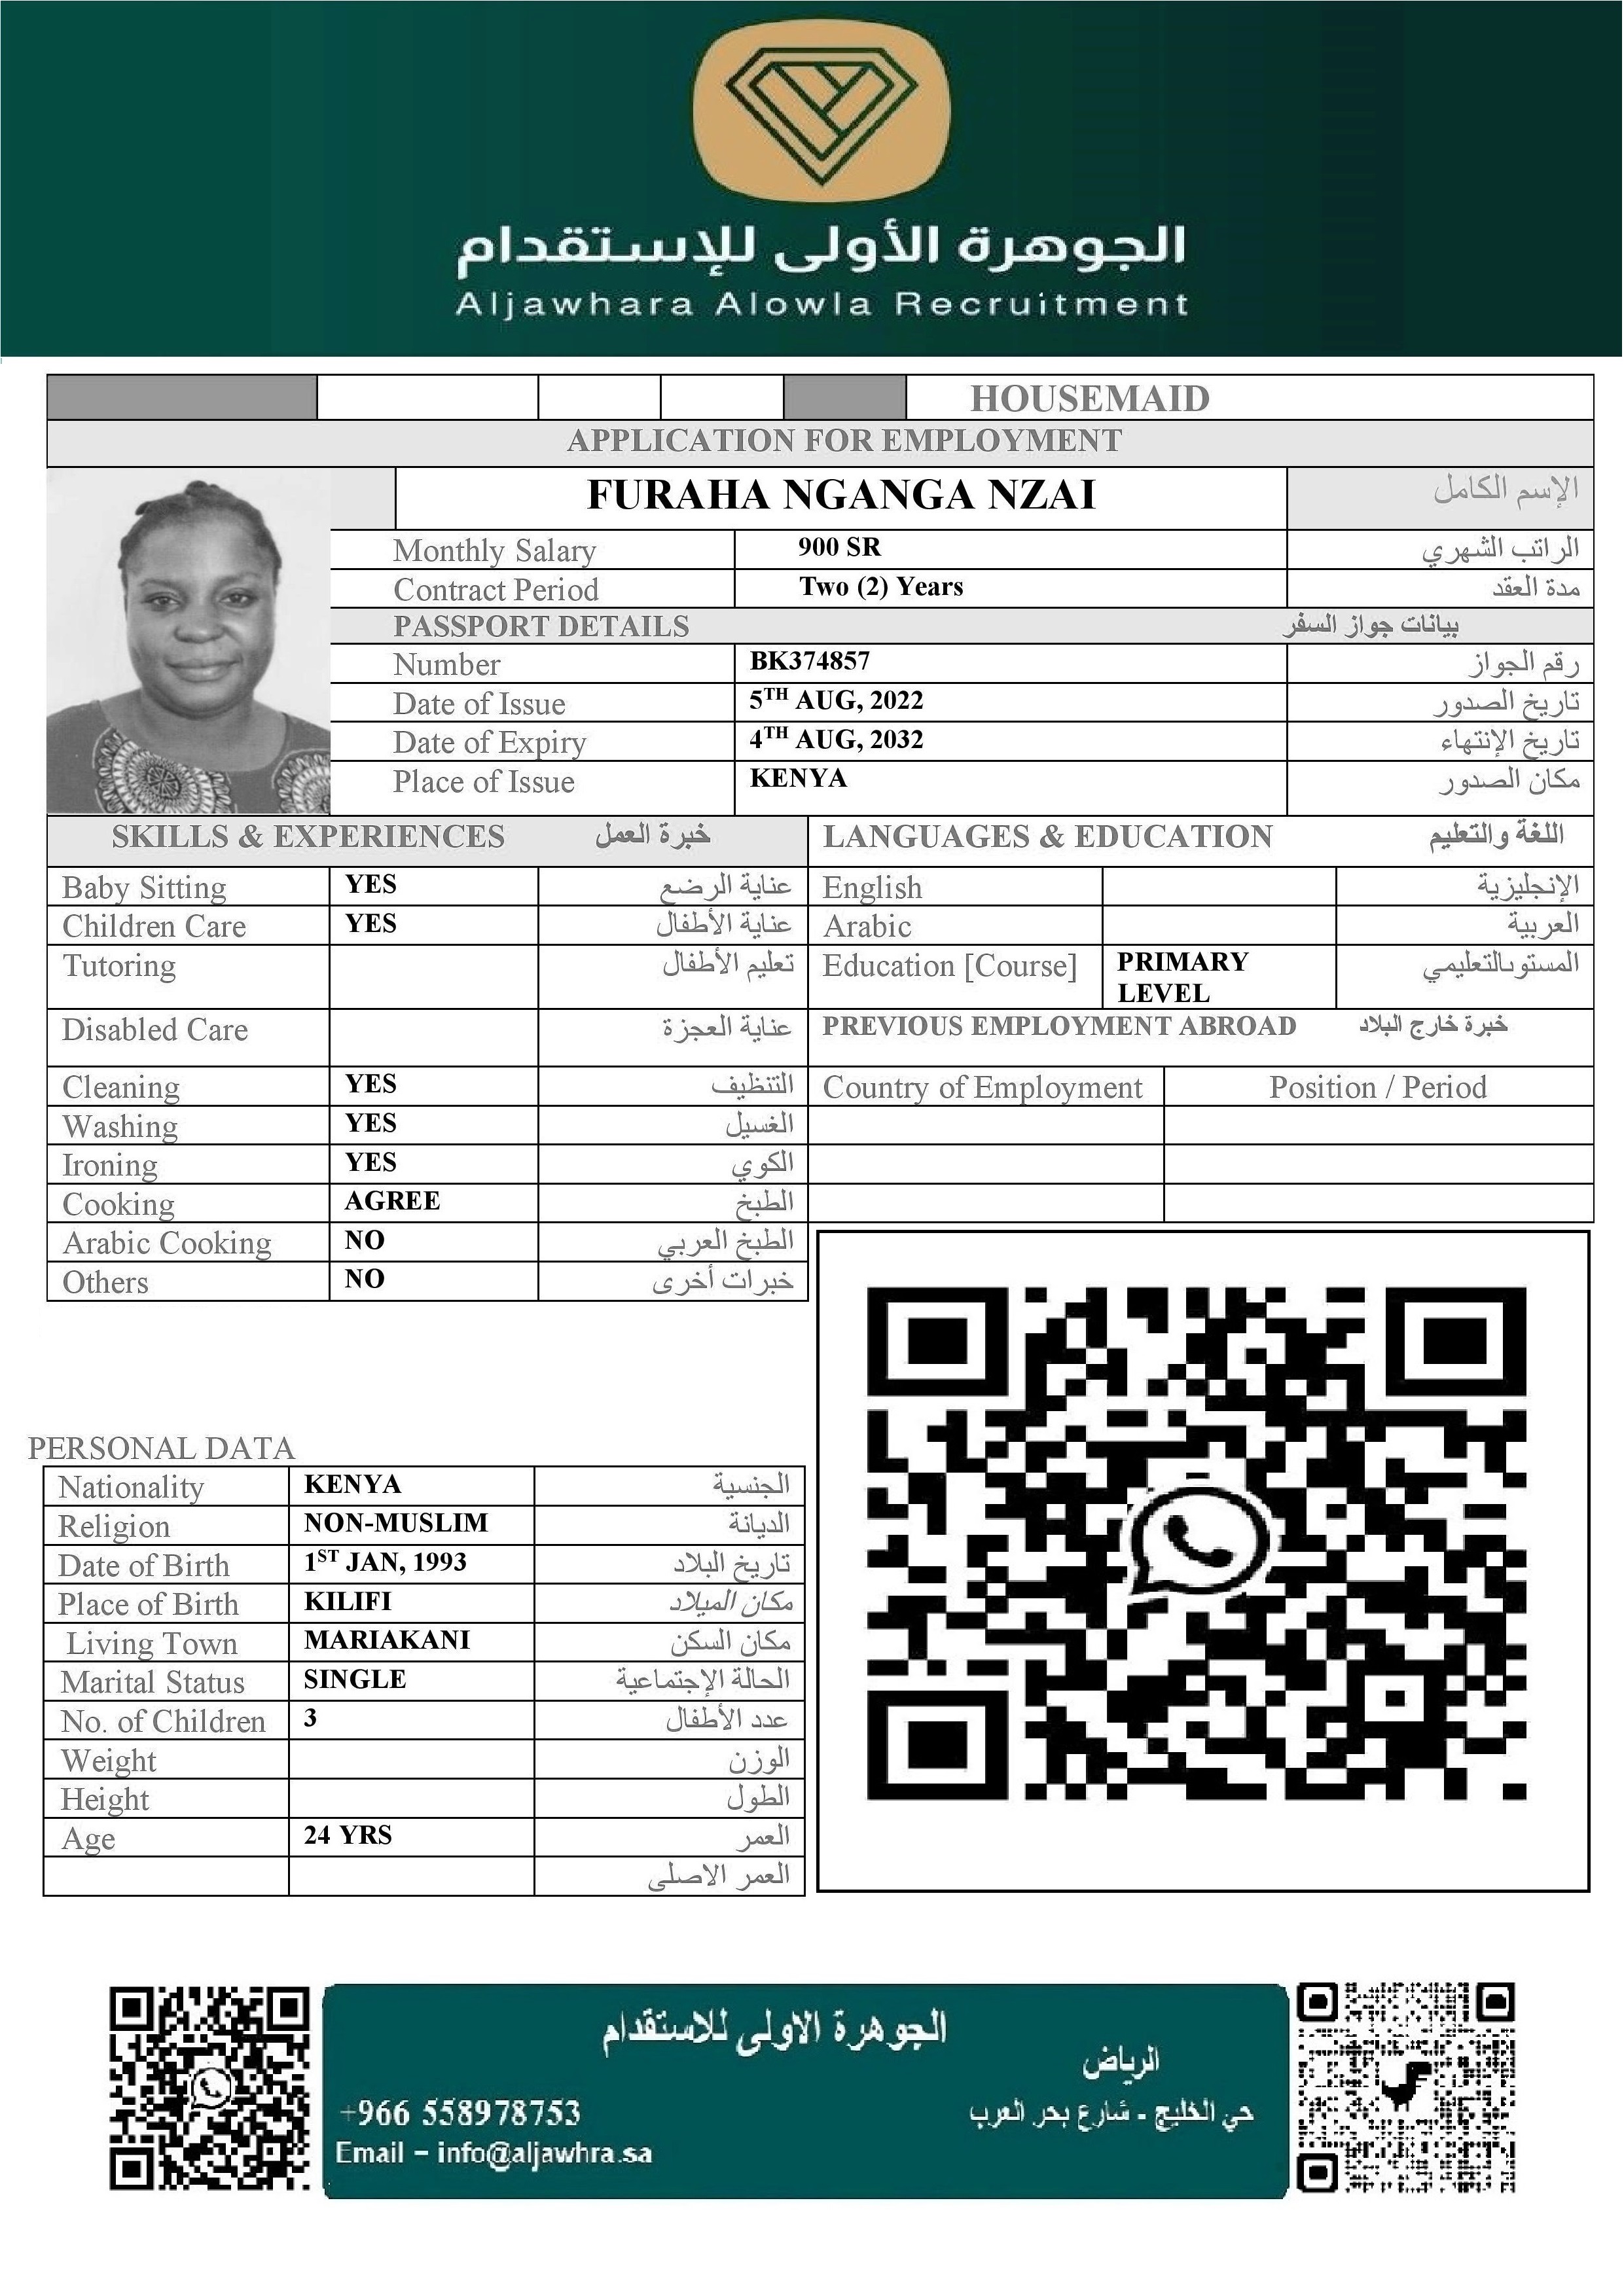 الجوهرة الأولى للإستقدام
Aljawhara Alowla Recruitment
HOUSEMAID
APPLICATION FOR EMPLOYMENT
FURAHA NGANGA NZAI الإسم الكامل
Monthly Salary 900 SR الراتب الشهري
Contract Period Two (2) Years مدة العقد
PASSPORT DETAILS بيانات جواز السفر
Number BK374857 رقم الجواز
Date of Issue 5TH AUG, 2022 تاريخ الصدور
Date of Expiry 4TH AUG, 2032 تاريخ الإنتهاء
Place of Issue KENYA مكان الصدور
SKILLS & EXPERIENCES خبرة العمل
Baby Sitting YES عناية الرضع
Children Care YES عناية الأطفال
Tutoring تعليم الأطفال
Disabled Care عناية العجزة
Cleaning YES التنظيف
Washing YES الغسيل
Ironing YES الكوي
Cooking AGREE الطبخ
Arabic Cooking NO الطبخ العربي
Others NO خبرات أخرى
LANGUAGES & EDUCATION اللغة والتعليم
English الإنجليزية
Arabic العربية
Education [Course] PRIMARY LEVEL المستوىالتعليمي
PREVIOUS EMPLOYMENT ABROAD خبرة خارج البلاد
Country of Employment Position / Period
PERSONAL DATA
Nationality KENYA الجنسية
Religion NON-MUSLIM الديانة
Date of Birth 1ST JAN, 1993 تاريخ البلاد
Place of Birth KILIFI مكان الميلاد
Living Town MARIAKANI مكان السكن
Marital Status SINGLE الحالة الإجتماعية
No. of Children 3 عدد الأطفال
Weight الوزن
Height الطول
Age 24 YRS العمر
العمر الاصلى
الجوهرة الاولى للاستقدام
الرياض
+966 558978753
حي الخليج - شارع بحر العرب
Email – info@aljawhra.sa